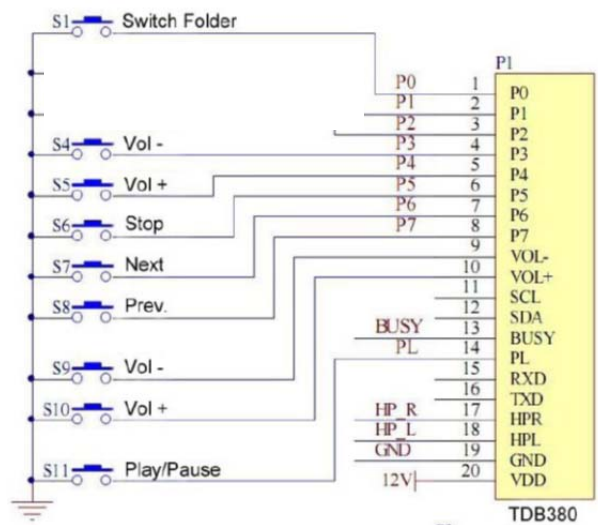 S1 Switch Folder
P1
P0 1 P0
P1 2 P1
P2 3 P2
S4 Vol - P3 4 P3
P4 5 P4
S5 Vol + P5 6 P5
P6 7 P6
S6 Stop P7 8 P7
9 VOL-
S7 Next 10 VOL+
11 SCL
S8 Prev. 12 SDA
BUSY 13 BUSY
PL 14 PL
S9 Vol - 15 RXD
16 TXD
S10 Vol + HP_R 17 HPR
HP_L 18 HPL
GND 19 GND
S11 Play/Pause 12V 20 VDD
TDB380